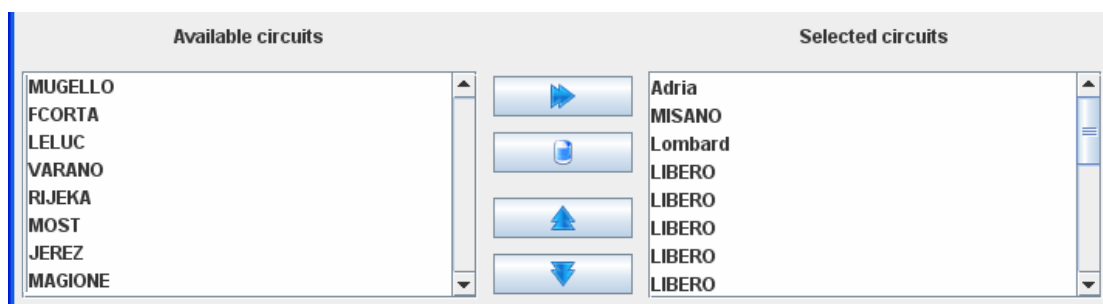 Available circuits
Selected circuits
MUGELLO
FCORTA
LELUC
VARANO
RIJEKA
MOST
JEREZ
MAGIONE
Adria
MISANO
Lombard
LIBERO
LIBERO
LIBERO
LIBERO
LIBERO